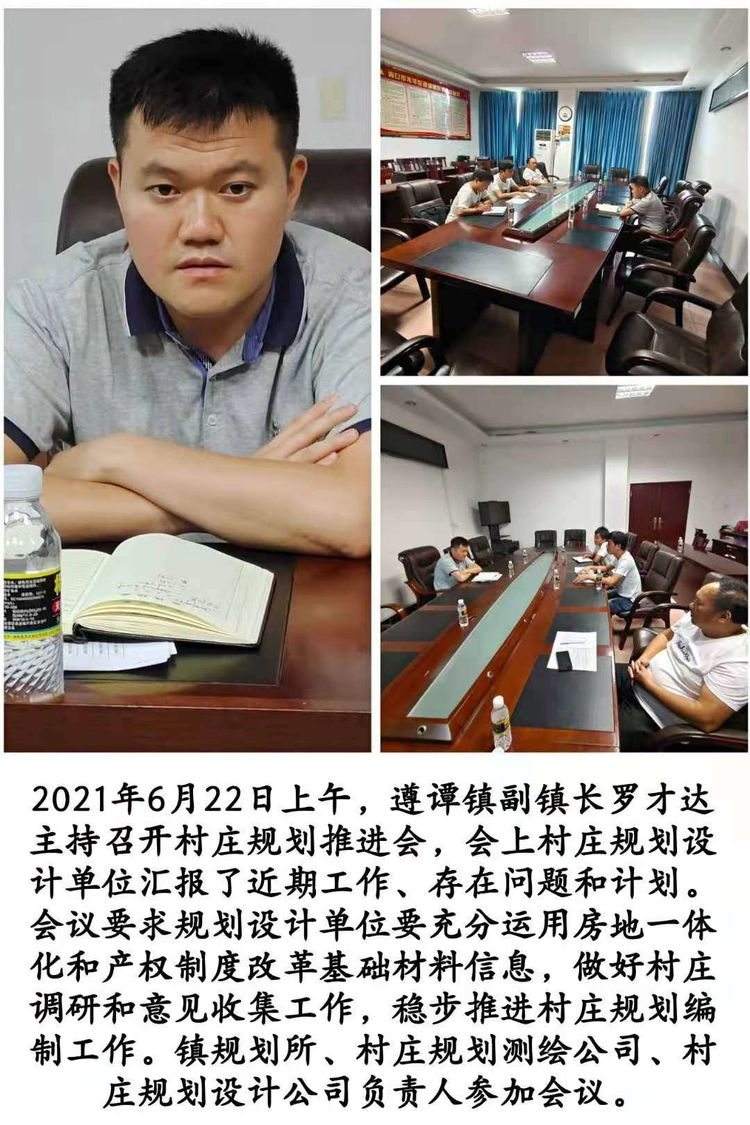 2021年6月22日上午，遵谭镇副镇长罗才达
主持召开村庄规划推进会，会上村庄规划设
计单位汇报了近期工作、存在问题和计划。
会议要求规划设计单位要充分运用房地一体
化和产权制度改革基础材料信息，做好村庄
调研和意见收集工作，稳步推进村庄规划编
制工作。镇规划所、村庄规划测绘公司、村
庄规划设计公司负责人参加会议。